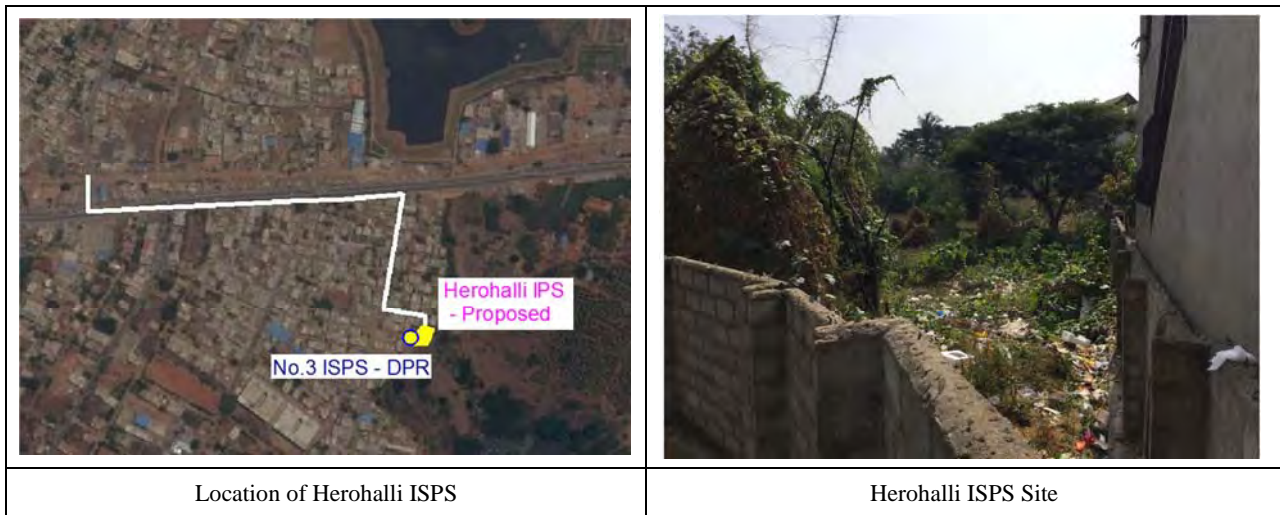 Herohalli IPS
- Proposed
No.3 ISPS - DPR
Location of Herohalli ISPS
Herohalli ISPS Site